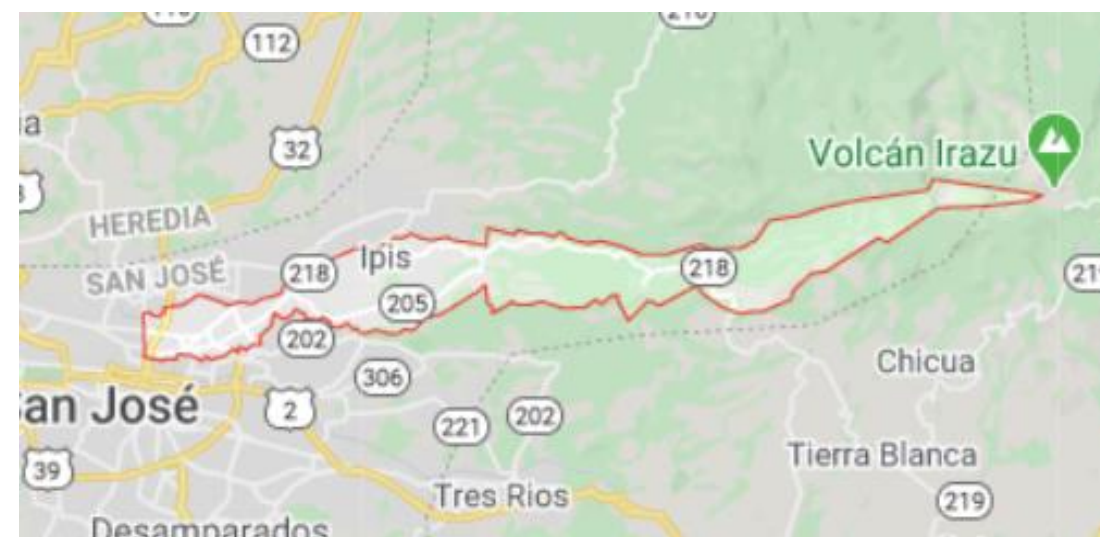 112
32
Volcán Irazu
HEREDIA
SAN JOSÉ
Ipis
218
218
205
202
306
Chicua
an José
2
221
202
39
Tierra Blanca
Tres Rios
219
Desamparados